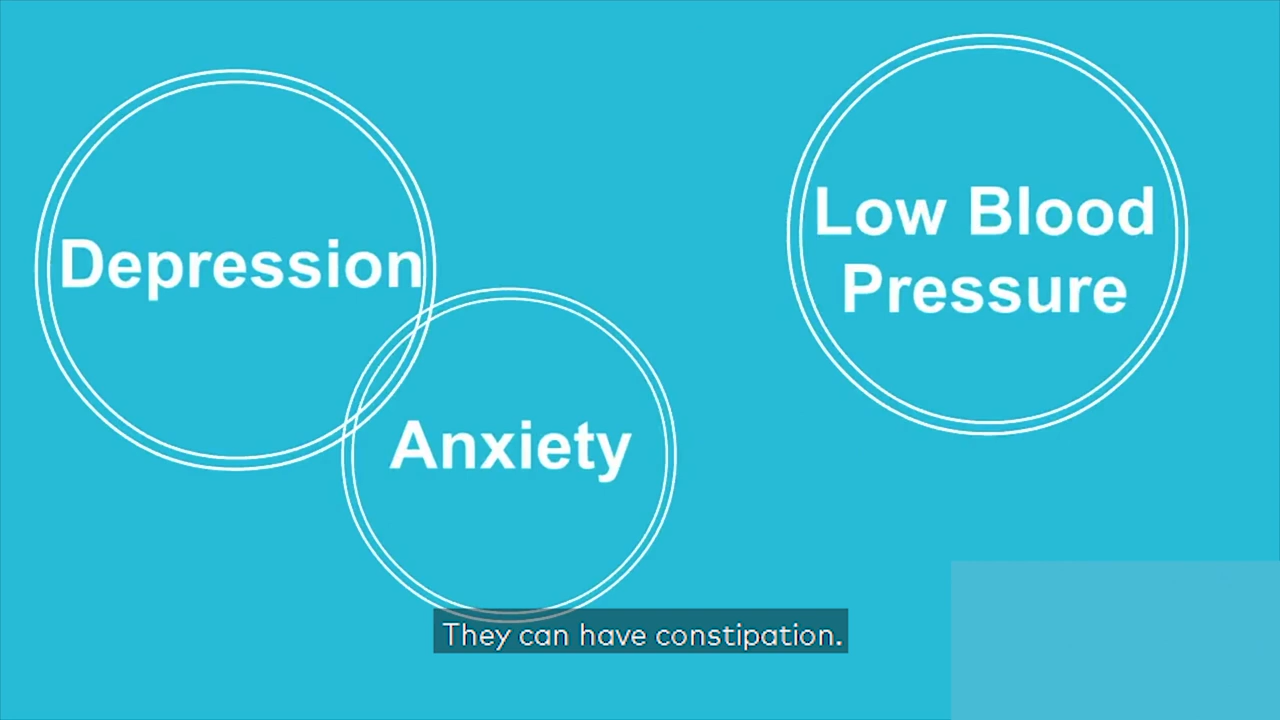 Depression
Anxiety
Low Blood
Pressure
They can have constipation.